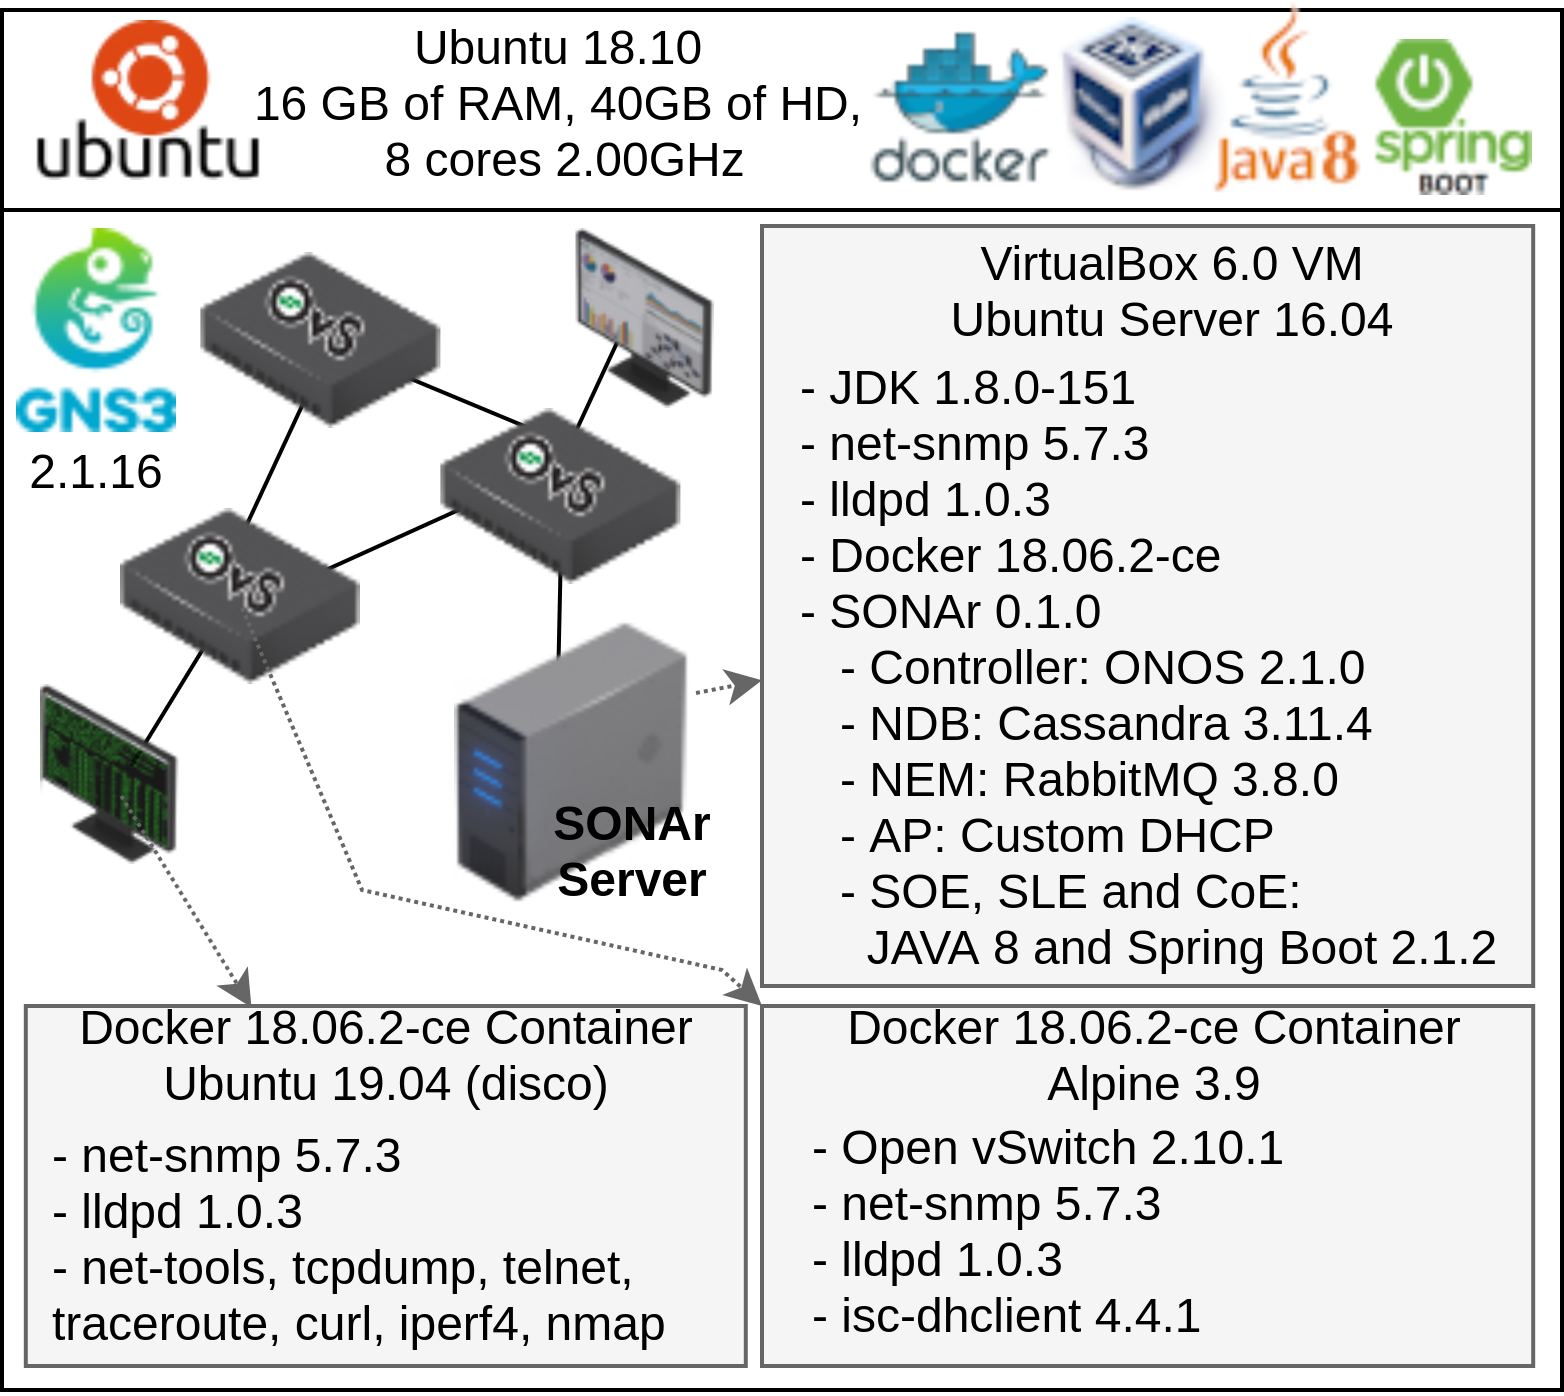 ubuntu
Ubuntu 18.10
16 GB of RAM, 40GB of HD,
8 cores 2.00GHz
docker
Java 8
spring
BOOT
GNS3
2.1.16
OvS
OvS
OvS
SONAr
Server
VirtualBox 6.0 VM
Ubuntu Server 16.04
- JDK 1.8.0-151
- net-snmp 5.7.3
- lldpd 1.0.3
- Docker 18.06.2-ce
- SONAr 0.1.0
- Controller: ONOS 2.1.0
- NDB: Cassandra 3.11.4
- NEM: RabbitMQ 3.8.0
- AP: Custom DHCP
- SOE, SLE and CoE:
JAVA 8 and Spring Boot 2.1.2
Docker 18.06.2-ce Container
Ubuntu 19.04 (disco)
- net-snmp 5.7.3
- lldpd 1.0.3
- net-tools, tcpdump, telnet,
traceroute, curl, iperf4, nmap
Docker 18.06.2-ce Container
Alpine 3.9
- Open vSwitch 2.10.1
- net-snmp 5.7.3
- lldpd 1.0.3
- isc-dhclient 4.4.1